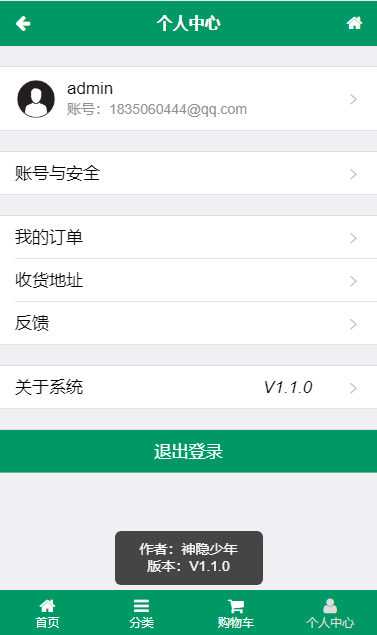 个人中心
admin
账号：1835060444@qq.com
账号与安全
我的订单
收货地址
反馈
关于系统 V1.1.0
退出登录
作者：神隐少年
版本：V1.1.0
首页 分类 购物车 个人中心